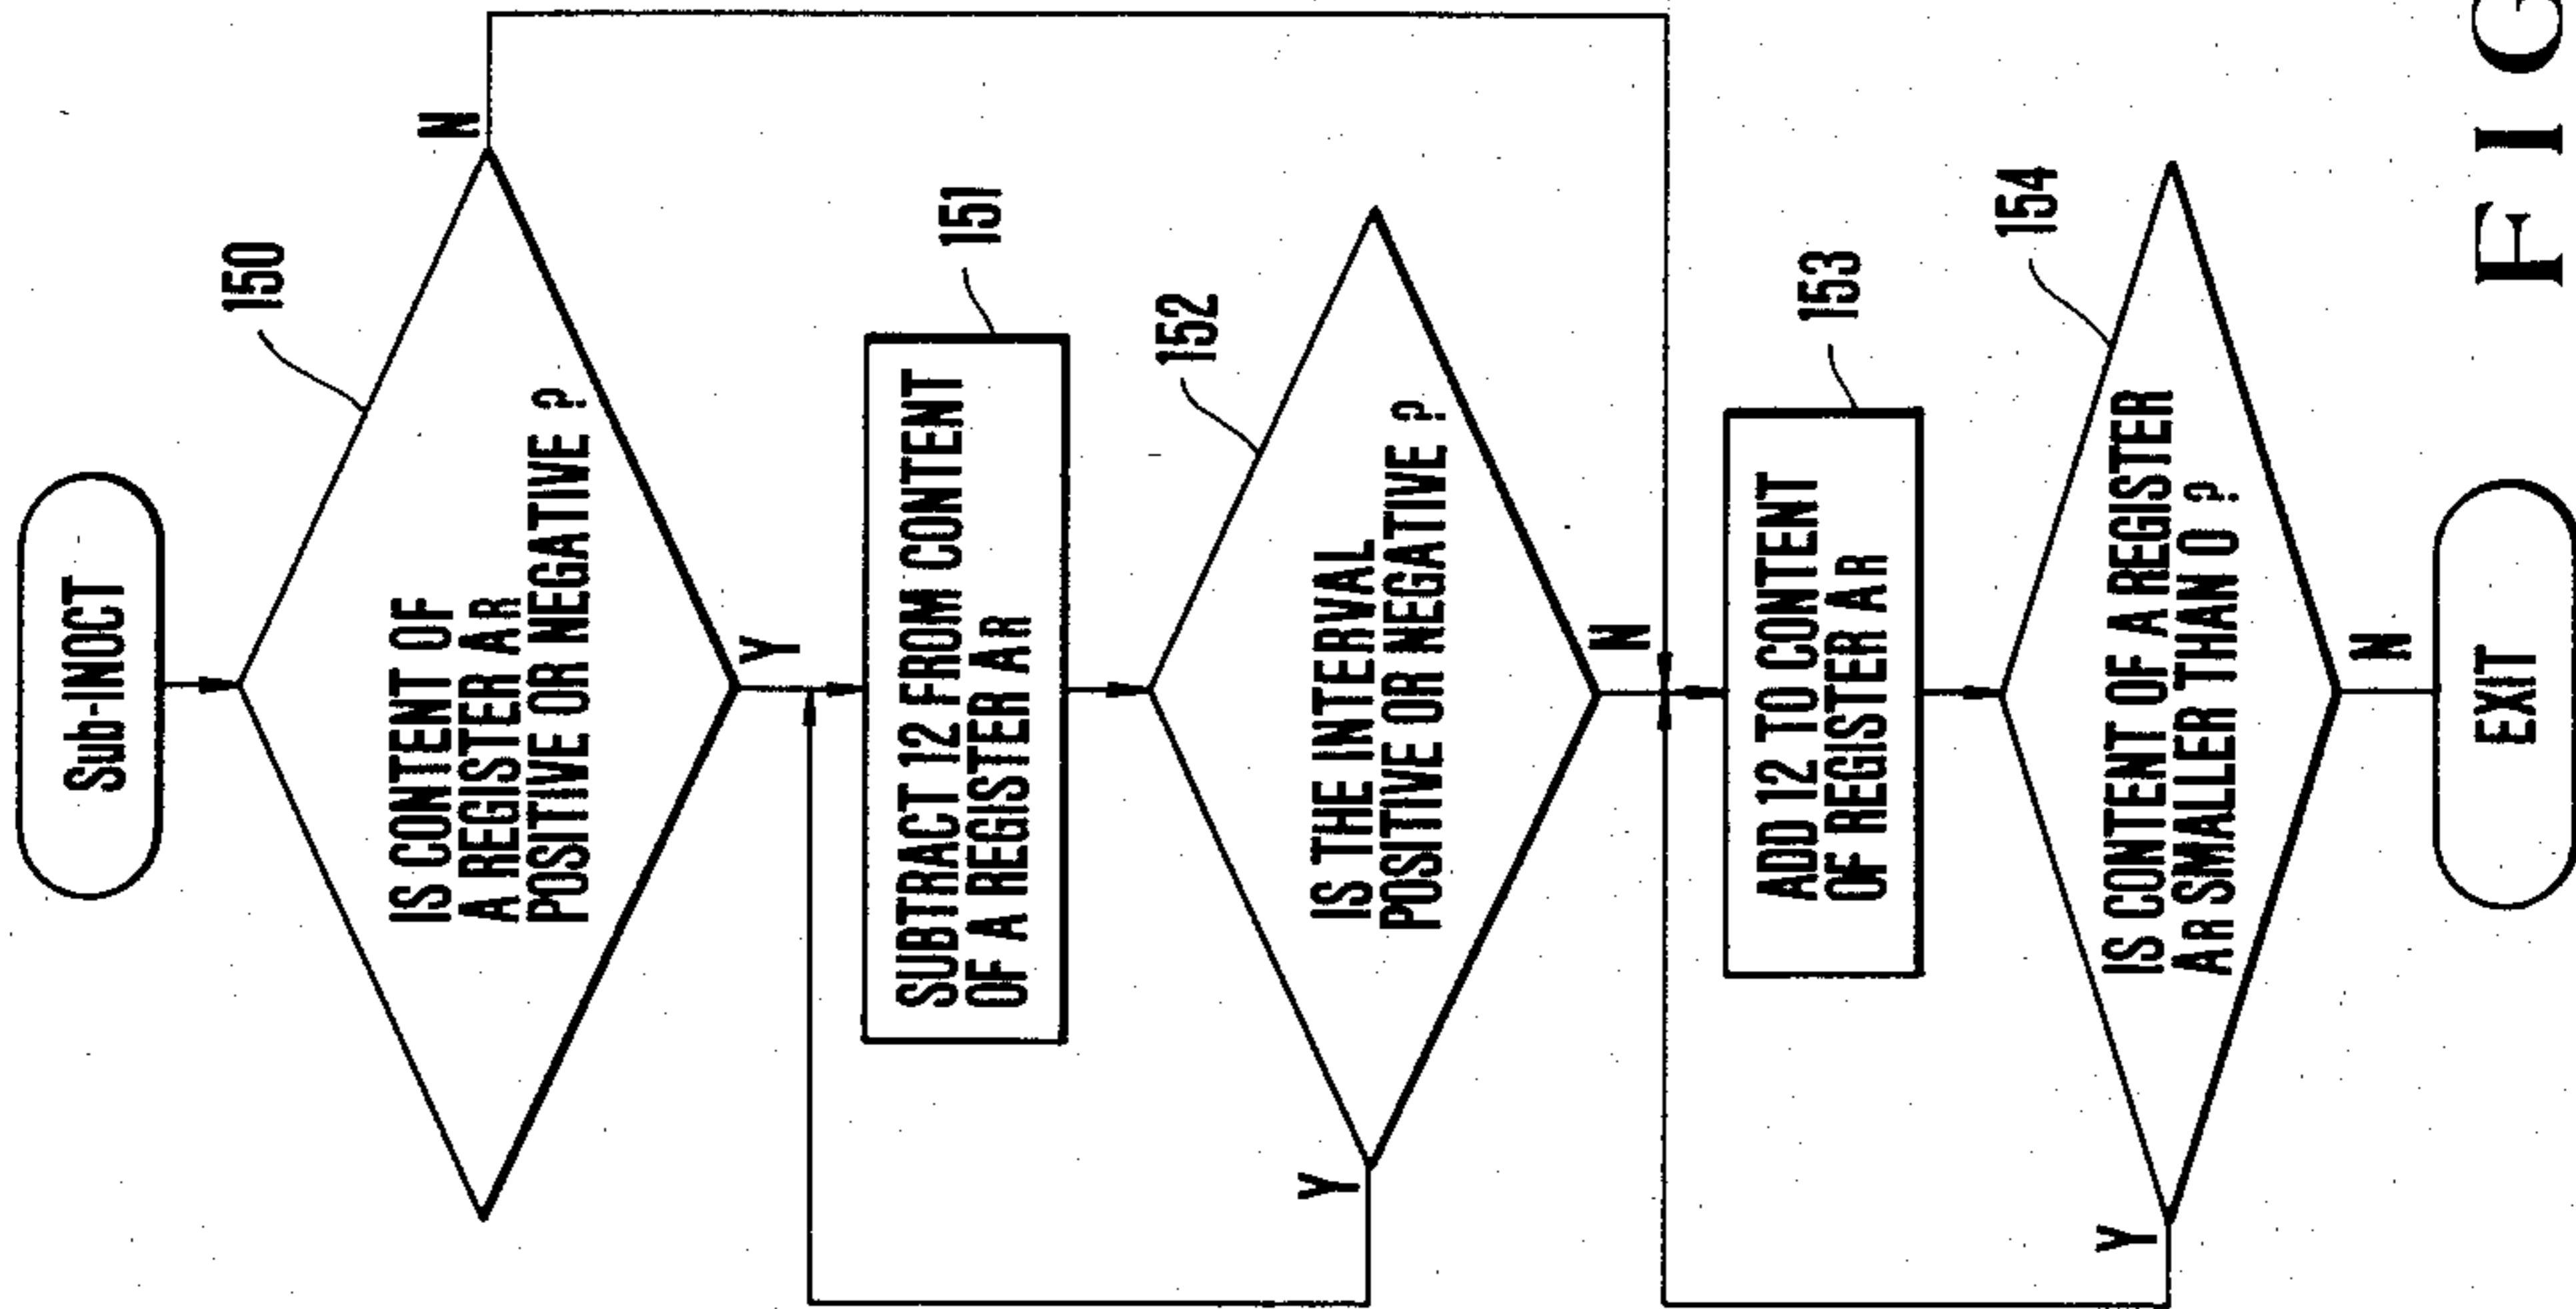 Sub-INOCT
150
IS CONTENT OF
A REGISTER AR
POSITIVE OR NEGATIVE ?
N
Y
151
SUBTRACT 12 FROM CONTENT
OF A REGISTER AR
152
IS THE INTERVAL
POSITIVE OR NEGATIVE ?
Y
N
153
ADD 12 TO CONTENT
OF REGISTER AR
154
IS CONTENT OF A REGISTER
AR SMALLER THAN 0 ?
Y
N
EXIT
FIG